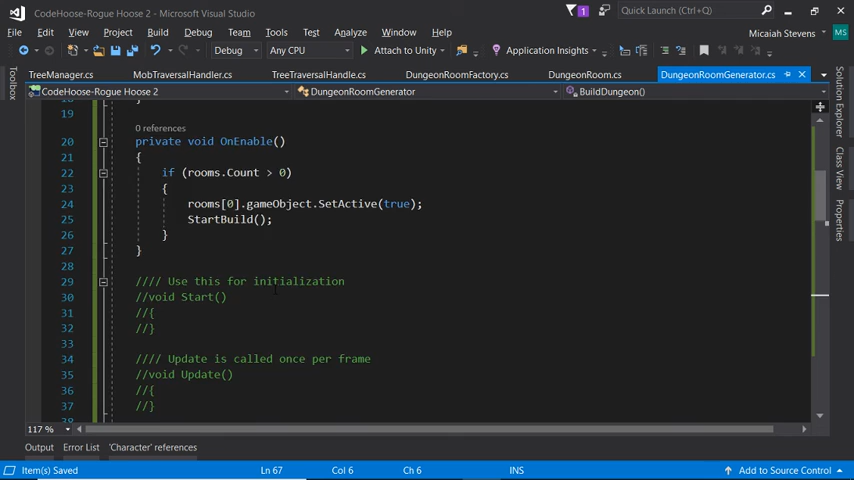 CodeHoose-Rogue Hoose 2 - Microsoft Visual Studio
1
Quick Launch (Ctrl+Q)
File Edit View Project Build Debug Team Tools Test Analyze Window Help
Micaiah Stevens
MS
Debug Any CPU Attach to Unity Application Insights
TreeManager.cs MobTraversalHandler.cs TreeTraversalHandle.cs DungeonRoomFactory.cs DungeonRoom.cs DungeonRoomGenerator.cs
CodeHoose-Rogue Hoose 2 DungeonRoomGenerator BuildDungeon()
Toolbox
Solution Explorer
Class View
Properties
18 }
19
0 references
20 private void OnEnable()
21 {
22 if (rooms.Count > 0)
23 {
24 rooms[0].gameObject.SetActive(true);
25 StartBuild();
26 }
27 }
28
29 //// Use this for initialization
30 //void Start()
31 //{
32 //}
33
34 //// Update is called once per frame
35 //void Update()
36 //{
37 //}
38
117 %
Output Error List 'Character' references
Item(s) Saved Ln 67 Col 6 Ch 6 INS Add to Source Control